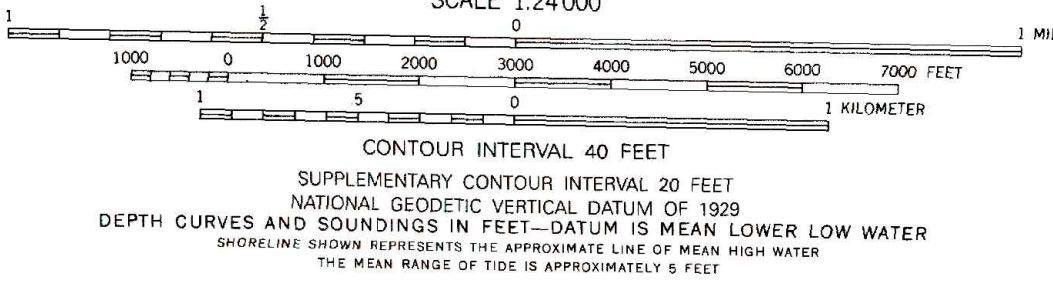 SCALE 1:24 000
1 ½ 0 1 MI
1000 0 1000 2000 3000 4000 5000 6000 7000 FEET
1 .5 0 1 KILOMETER
CONTOUR INTERVAL 40 FEET
SUPPLEMENTARY CONTOUR INTERVAL 20 FEET
NATIONAL GEODETIC VERTICAL DATUM OF 1929
DEPTH CURVES AND SOUNDINGS IN FEET—DATUM IS MEAN LOWER LOW WATER
SHORELINE SHOWN REPRESENTS THE APPROXIMATE LINE OF MEAN HIGH WATER
THE MEAN RANGE OF TIDE IS APPROXIMATELY 5 FEET